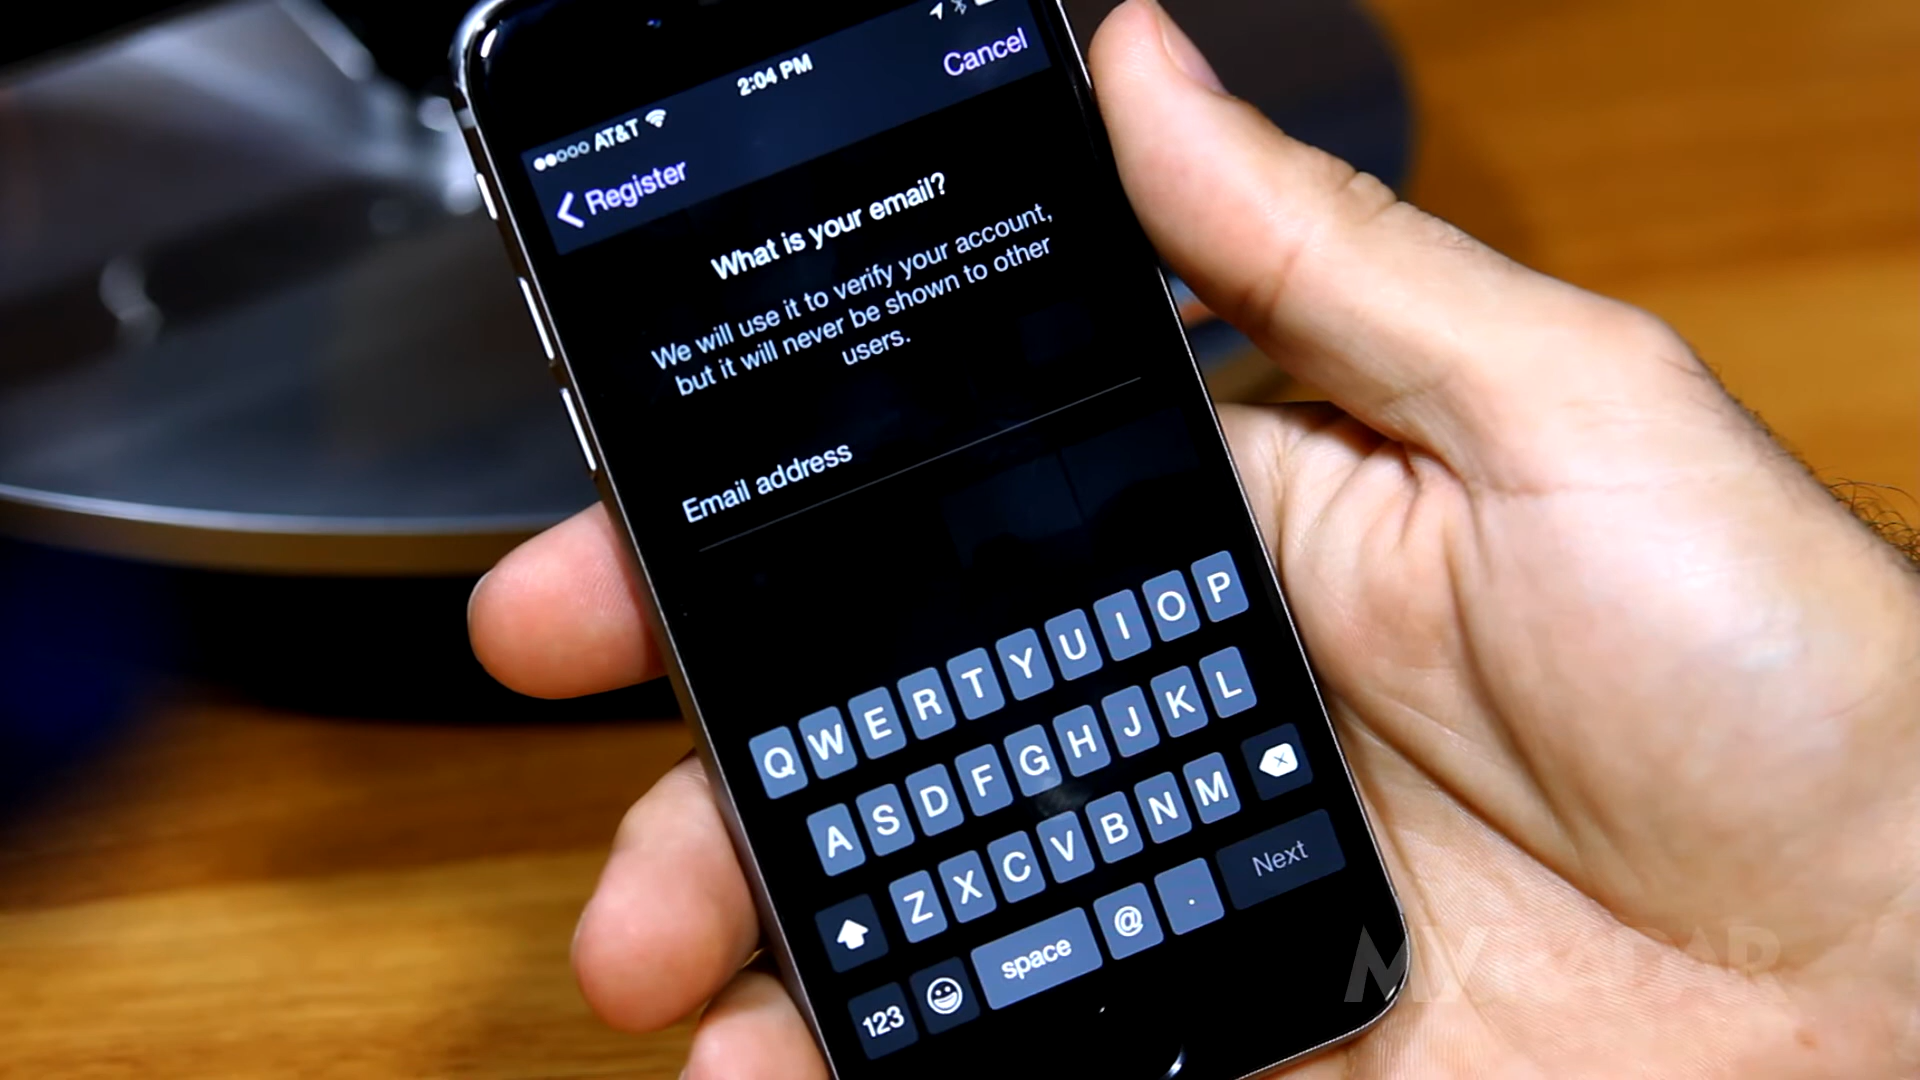 AT&T 2:04 PM
Register Cancel
What is your email?
We will use it to verify your account,
but it will never be shown to other
users.
Email address
Q W E R T Y U I O P
A S D F G H J K L
Z X C V B N M
123 space @ . Next
MYRADAR